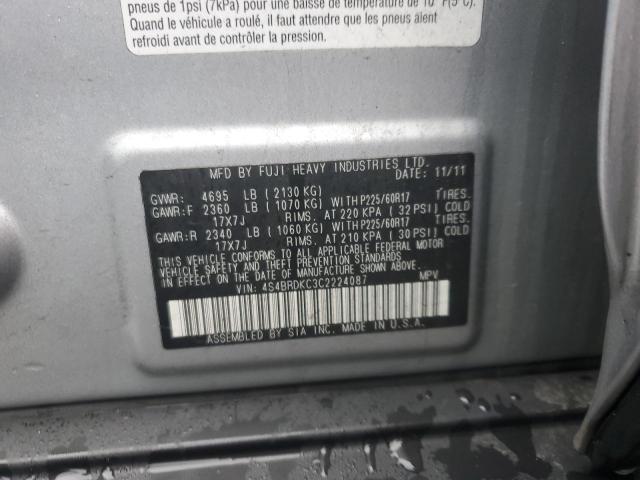 pneus de 1psi (7kPa) pour une baisse de température de 10°F(5°C).
Quand le véhicule a roulé, il faut attendre que les pneus aient
refroidi avant de contrôler la pression.
MFD BY FUJI HEAVY INDUSTRIES LTD.
DATE: 11/11
GVWR: 4695 LB (2130 KG)
GAWR:F 2360 LB (1070 KG) WITH P225/60R17 TIRES.
17X7J RIMS. AT 220 KPA (32 PSI) COLD
GAWR:R 2340 LB (1060 KG) WITH P225/60R17 TIRES.
17X7J RIMS. AT 210 KPA (30 PSI) COLD
THIS VEHICLE CONFORMS TO ALL APPLICABLE FEDERAL MOTOR
VEHICLE SAFETY AND THEFT PREVENTION STANDARDS
IN EFFECT ON THE DATE OF MANUFACTURE SHOWN ABOVE.
VIN: 4S4BRDKC3C2224087 MPV
ASSEMBLED BY SIA INC. MADE IN U.S.A.